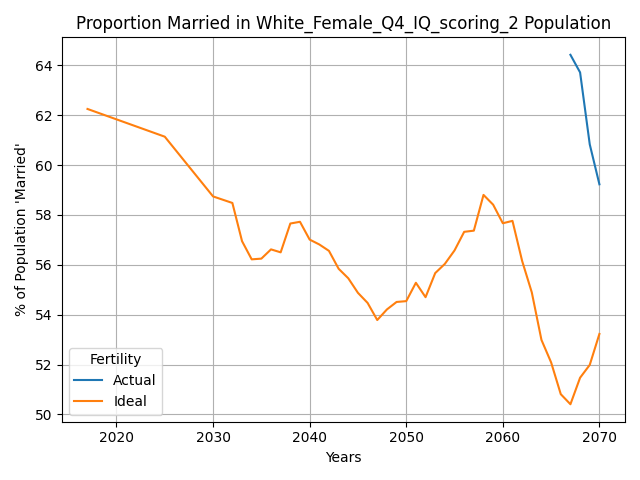 Proportion Married in White_Female_Q4_IQ_scoring_2 Population
% of Population 'Married'
64
62
60
58
56
54
52
50
Fertility
Actual
Ideal
2020 2030 2040 2050 2060 2070
Years